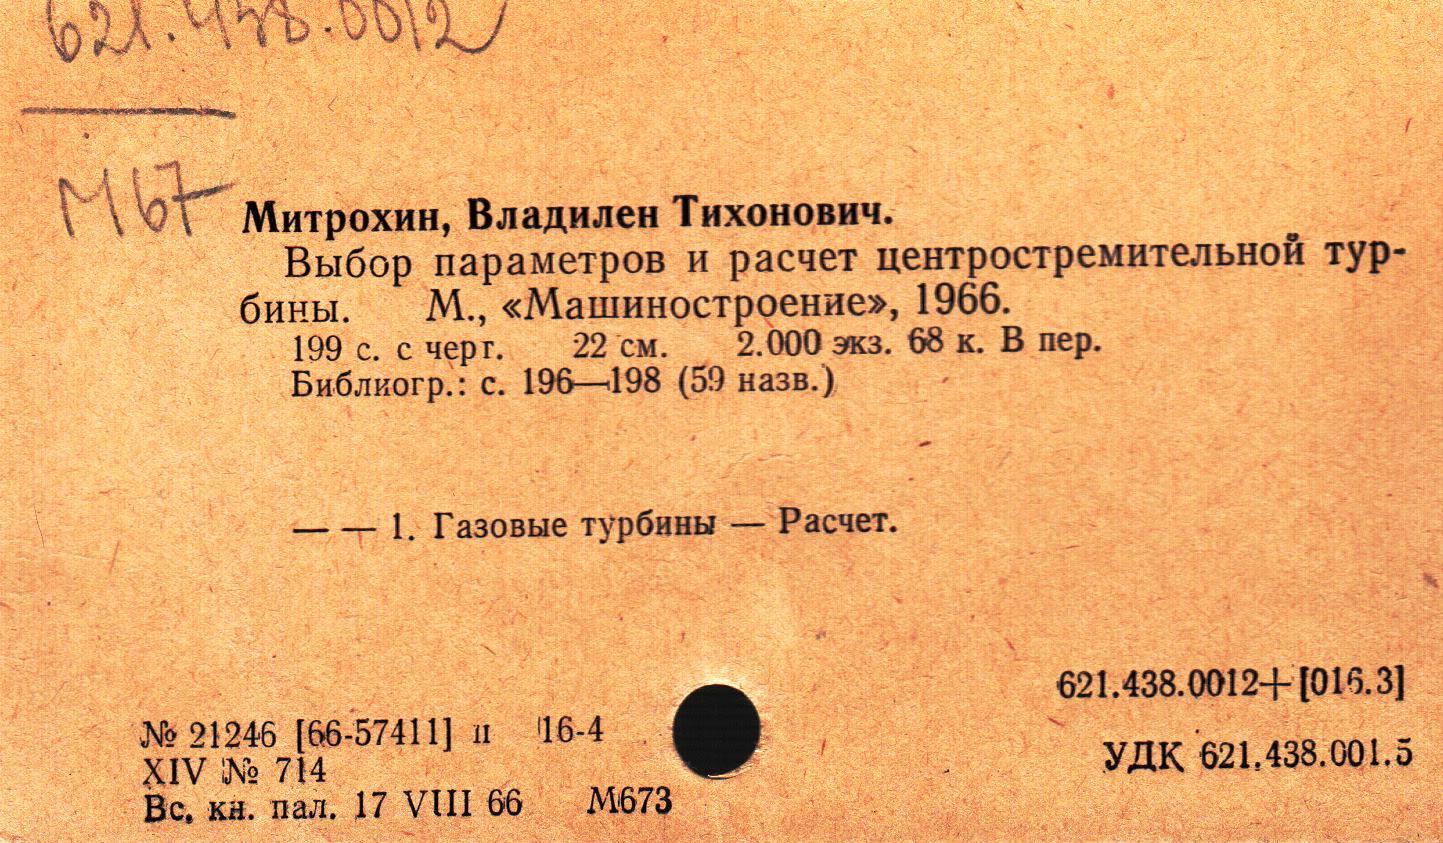 621.438.0012
М67
Митрохин, Владилен Тихонович.
Выбор параметров и расчет центростремительной тур-
бины. М., «Машиностроение», 1966.
199 с. с черт. 22 см. 2.000 экз. 68 к. В пер.
Библиогр.: с. 196—198 (59 назв.)
— — 1. Газовые турбины — Расчет.
621.438.0012+[016.3]
№ 21246 [66-57411] п 16-4
УДК 621.438.001.5
XIV № 714
Вс. кн. пал. 17 VIII 66 М673